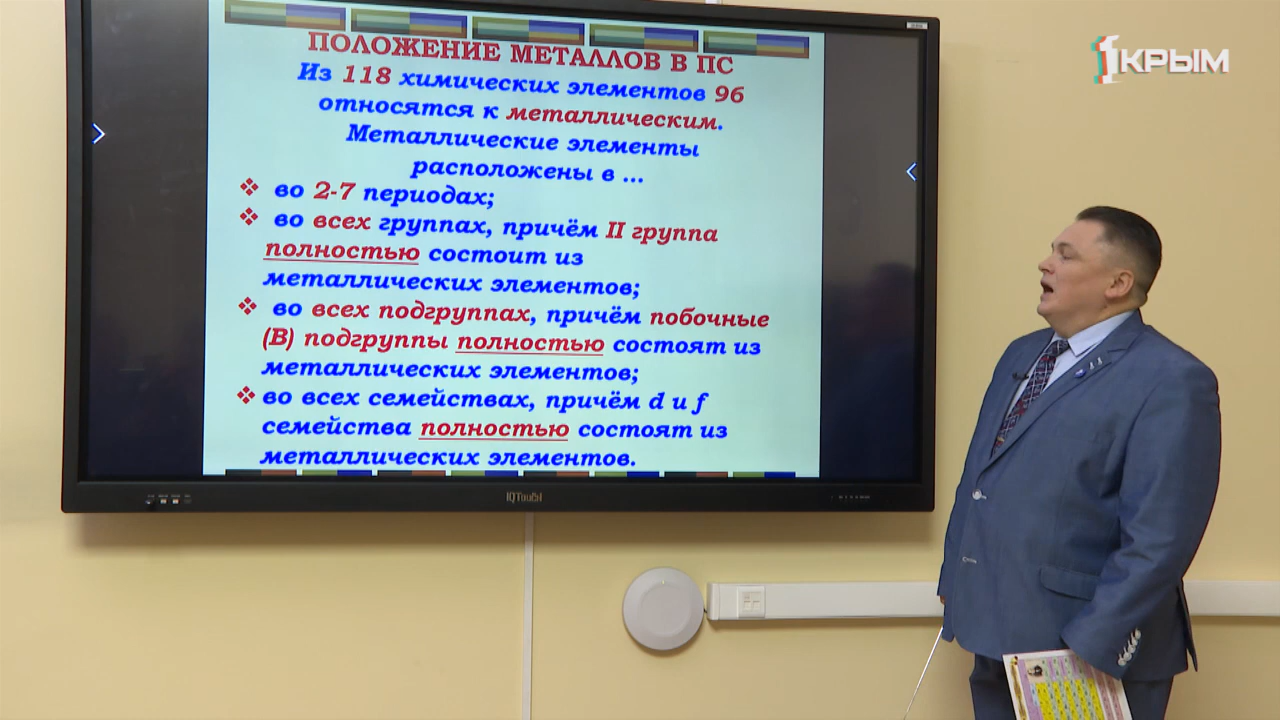 1КРЫМ
ПОЛОЖЕНИЕ МЕТАЛЛОВ В ПС
Из 118 химических элементов 96
относятся к металлическим.
Металлические элементы
расположены в ...
❖ во 2-7 периодах;
❖ во всех группах, причём II группа
полностью состоит из
металлических элементов;
❖ во всех подгруппах, причём побочные
(В) подгруппы полностью состоят из
металлических элементов;
❖ во всех семействах, причём d и f
семейства полностью состоят из
металлических элементов.
IQTouch